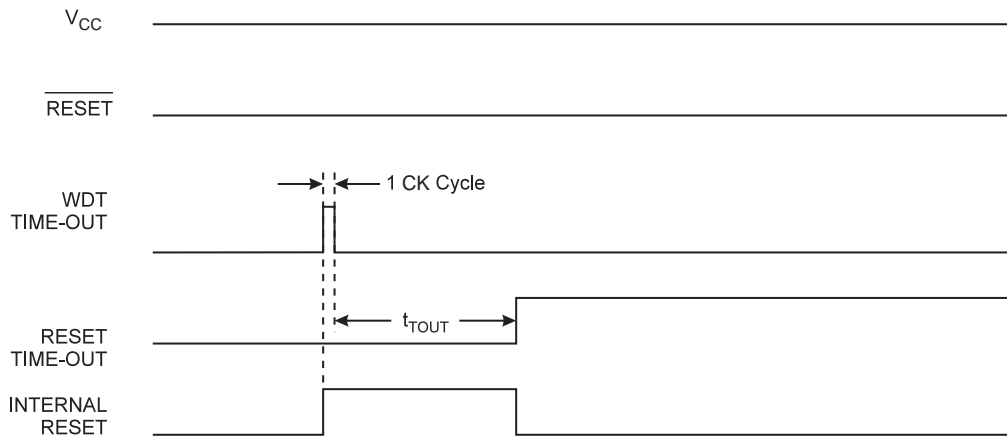 VCC
RESET
1 CK Cycle
WDT
TIME-OUT
tTOUT
RESET
TIME-OUT
INTERNAL
RESET